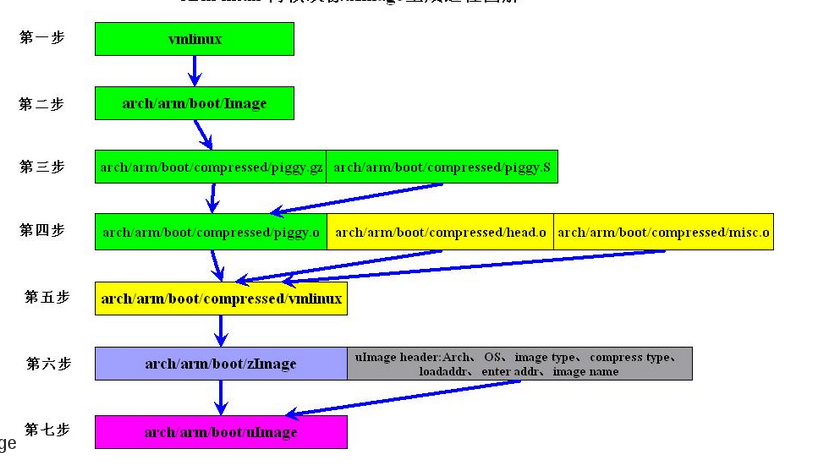 第一步
vmlinux
第二步
arch/arm/boot/Image
第三步
arch/arm/boot/compressed/piggy.gz
arch/arm/boot/compressed/piggy.S
第四步
arch/arm/boot/compressed/piggy.o
arch/arm/boot/compressed/head.o
arch/arm/boot/compressed/misc.o
第五步
arch/arm/boot/compressed/vmlinux
第六步
arch/arm/boot/zImage
uImage header:Arch、 OS、 image type、 compress type、
loadaddr、 enter addr、 image name
第七步
arch/arm/boot/uImage
ge